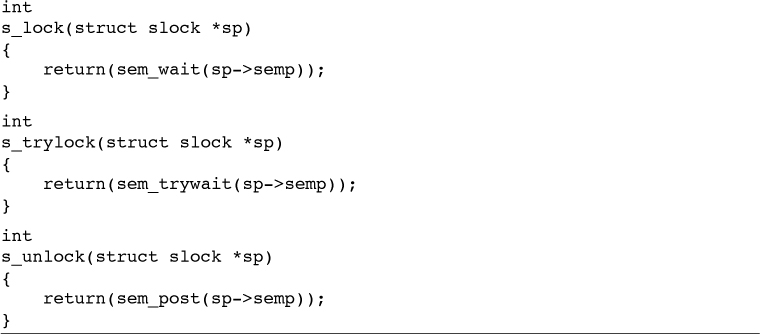 int
s_lock(struct slock *sp)
{
    return(sem_wait(sp->semp));
}
int
s_trylock(struct slock *sp)
{
    return(sem_trywait(sp->semp));
}
int
s_unlock(struct slock *sp)
{
    return(sem_post(sp->semp));
}